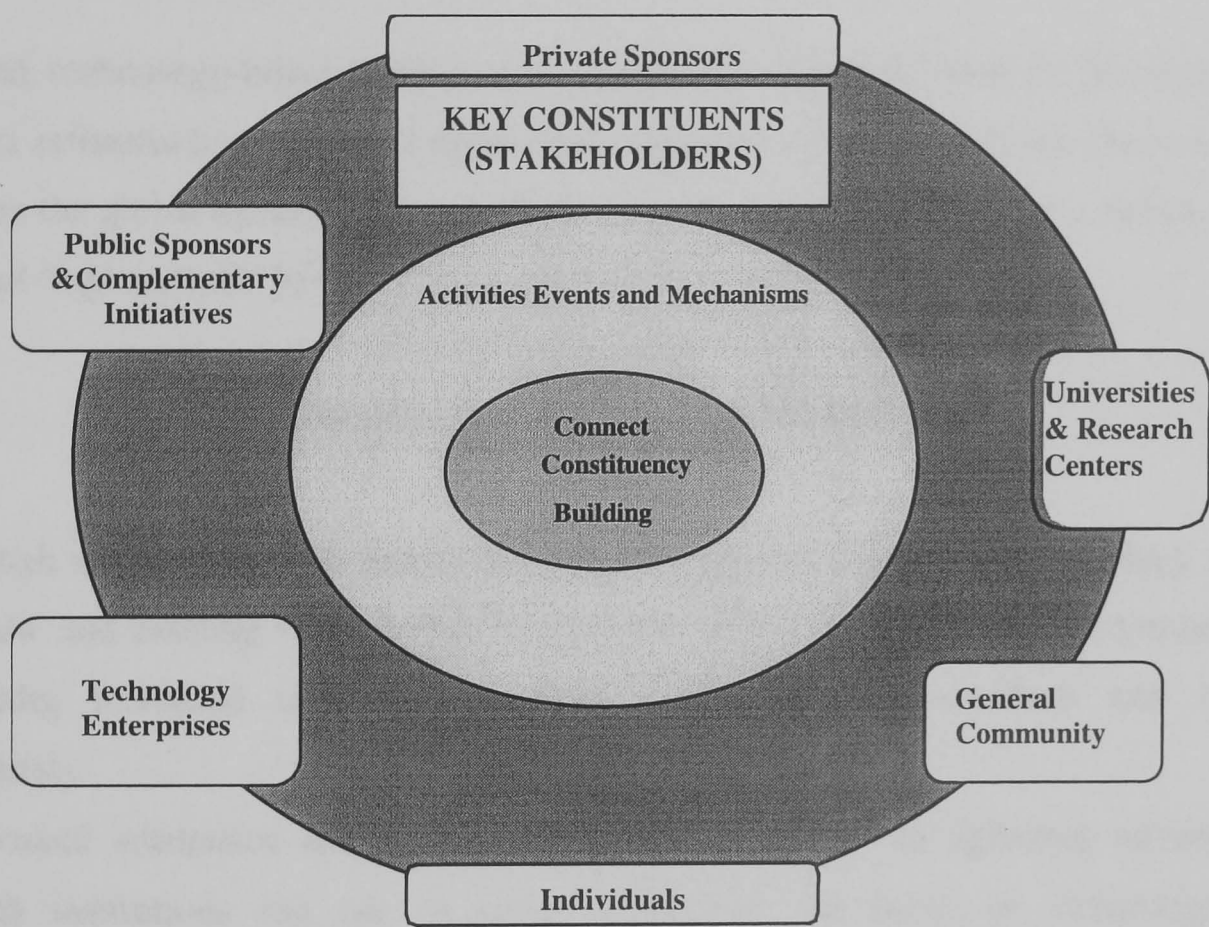 Private Sponsors
KEY CONSTITUENTS
(STAKEHOLDERS)
Public Sponsors
&Complementary
Initiatives
Activities Events and Mechanisms
Universities
& Research
Centers
Connect
Constituency
Building
Technology
Enterprises
General
Community
Individuals